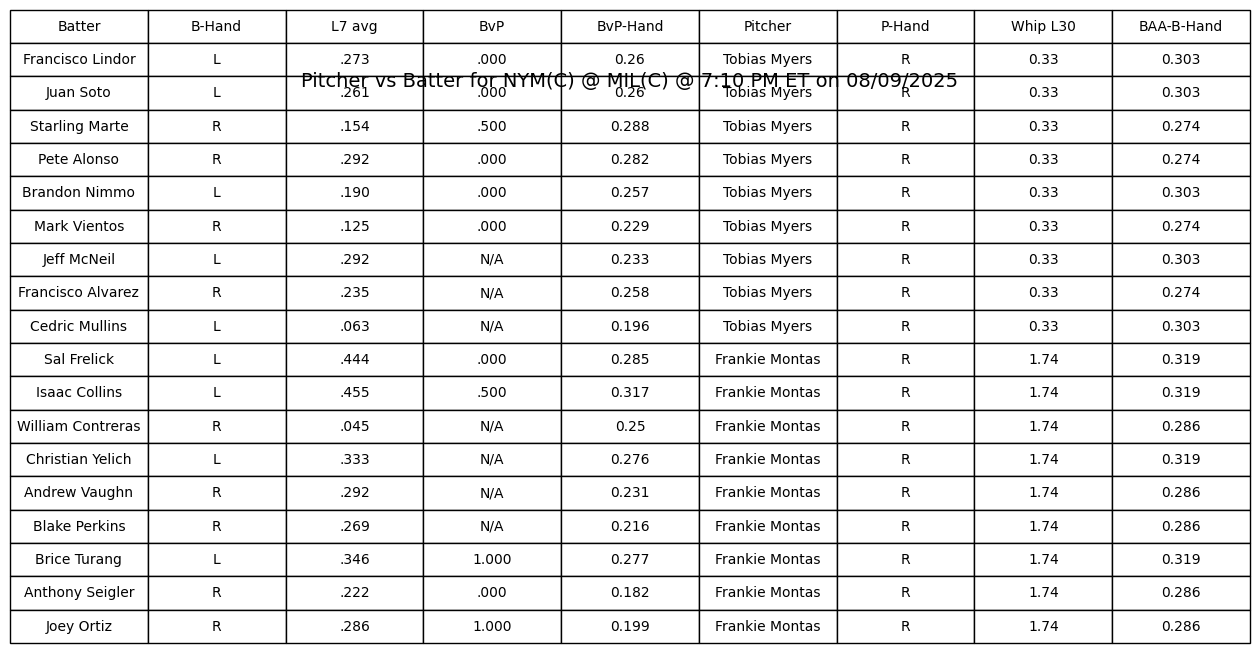 Batter B-Hand L7 avg BvP BvP-Hand Pitcher P-Hand Whip L30 BAA-B-Hand
Francisco Lindor L .273 .000 0.26 Tobias Myers R 0.33 0.303
Pitcher vs Batter for NYM(C) @ MIL(C) @ 7:10 PM ET on 08/09/2025
Juan Soto L .261 .000 0.26 Tobias Myers R 0.33 0.303
Starling Marte R .154 .500 0.288 Tobias Myers R 0.33 0.274
Pete Alonso R .292 .000 0.282 Tobias Myers R 0.33 0.274
Brandon Nimmo L .190 .000 0.257 Tobias Myers R 0.33 0.303
Mark Vientos R .125 .000 0.229 Tobias Myers R 0.33 0.274
Jeff McNeil L .292 N/A 0.233 Tobias Myers R 0.33 0.303
Francisco Alvarez R .235 N/A 0.258 Tobias Myers R 0.33 0.274
Cedric Mullins L .063 N/A 0.196 Tobias Myers R 0.33 0.303
Sal Frelick L .444 .000 0.285 Frankie Montas R 1.74 0.319
Isaac Collins L .455 .500 0.317 Frankie Montas R 1.74 0.319
William Contreras R .045 N/A 0.25 Frankie Montas R 1.74 0.286
Christian Yelich L .333 N/A 0.276 Frankie Montas R 1.74 0.319
Andrew Vaughn R .292 N/A 0.231 Frankie Montas R 1.74 0.286
Blake Perkins R .269 N/A 0.216 Frankie Montas R 1.74 0.286
Brice Turang L .346 1.000 0.277 Frankie Montas R 1.74 0.319
Anthony Seigler R .222 .000 0.182 Frankie Montas R 1.74 0.286
Joey Ortiz R .286 1.000 0.199 Frankie Montas R 1.74 0.286